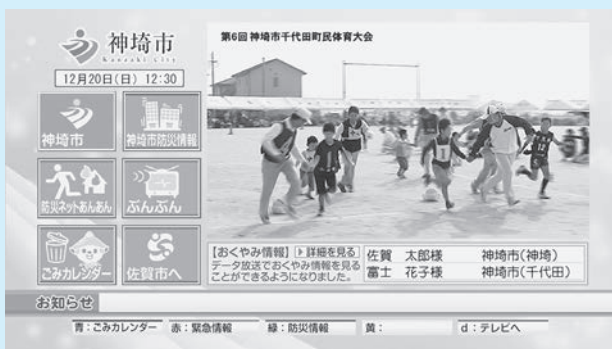 神埼市
Kanzaki City
12月20日(日) 12:30
第6回 神埼市千代田町民体育大会
神埼市
神埼市防災情報
防災ネットあんあん
ぶんぶん
ごみカレンダー
佐賀市へ
【おくやみ情報】 ▶詳細を見る
データ放送でおくやみ情報を見る
ことができるようになりました。
佐賀 太郎様 神埼市(神埼)
富士 花子様 神埼市(千代田)
お知らせ
青：ごみカレンダー 赤：緊急情報 緑：防災情報 黄： d：テレビへ